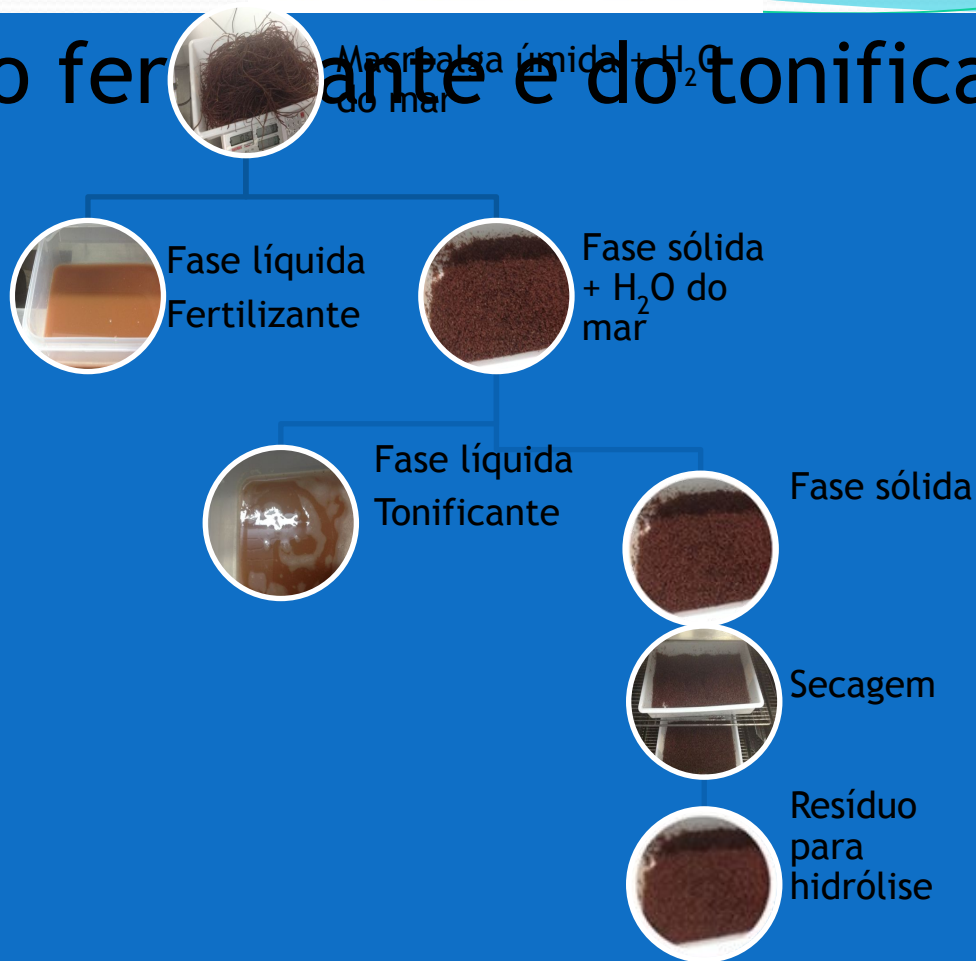 o fer ante e do tonifica
Macroalga úmida + H₂O
do mar
Fase líquida
Fertilizante
Fase sólida
+ H₂O do
mar
Fase líquida
Tonificante
Fase sólida
Secagem
Resíduo
para
hidrólise